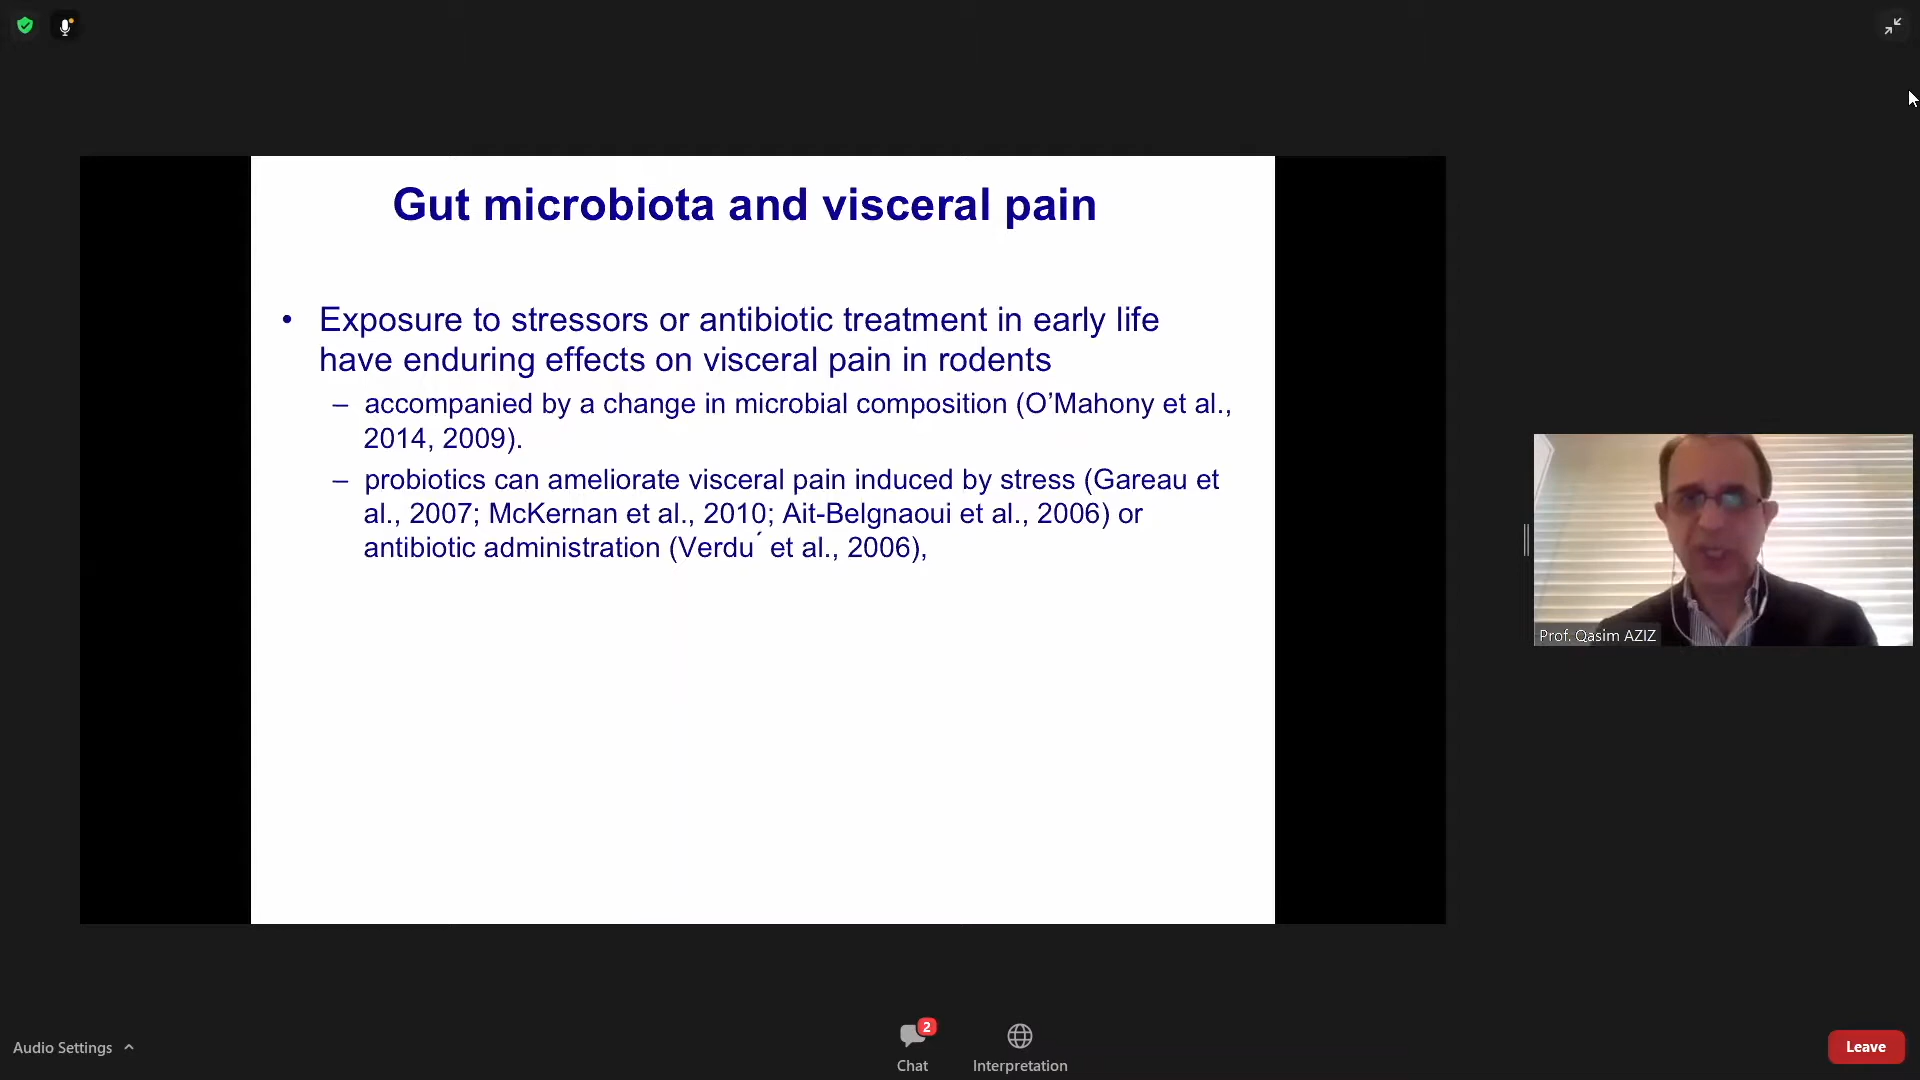 Gut microbiota and visceral pain
• Exposure to stressors or antibiotic treatment in early life
have enduring effects on visceral pain in rodents
– accompanied by a change in microbial composition (O’Mahony et al.,
2014, 2009).
– probiotics can ameliorate visceral pain induced by stress (Gareau et
al., 2007; McKernan et al., 2010; Ait-Belgnaoui et al., 2006) or
antibiotic administration (Verdu´ et al., 2006),
Prof. Qasim AZIZ
Audio Settings
2
Chat
Interpretation
Leave